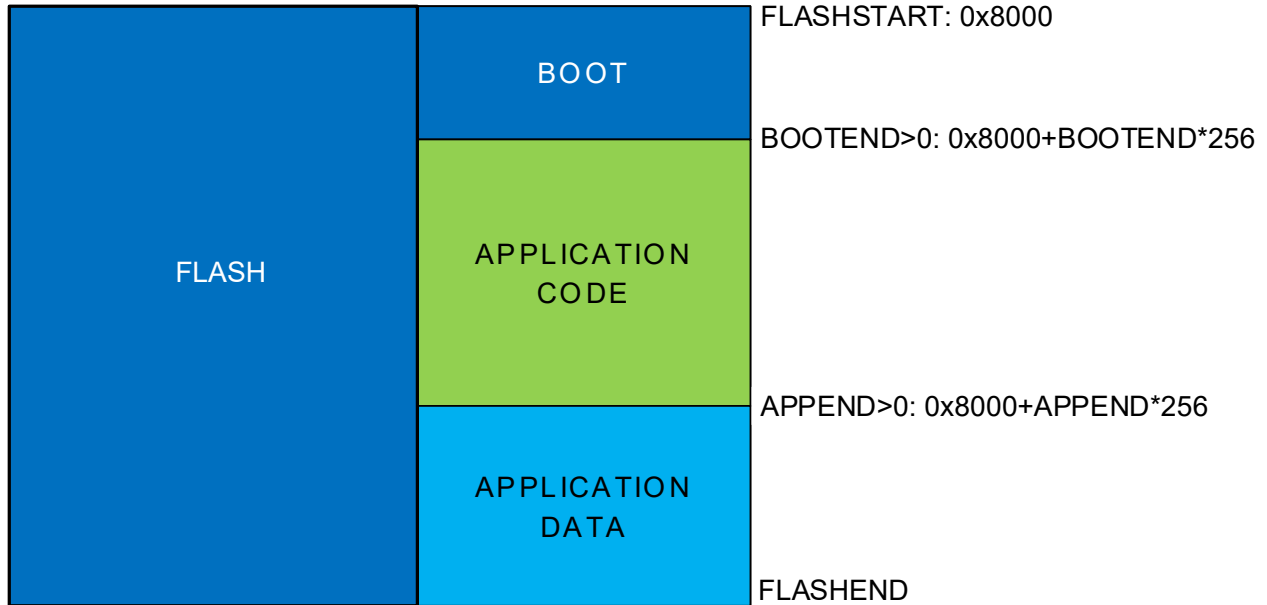 FLASHSTART: 0x8000
BOOT
BOOTEND>0: 0x8000+BOOTEND*256
FLASH
APPLICATION
CODE
APPEND>0: 0x8000+APPEND*256
APPLICATION
DATA
FLASHEND